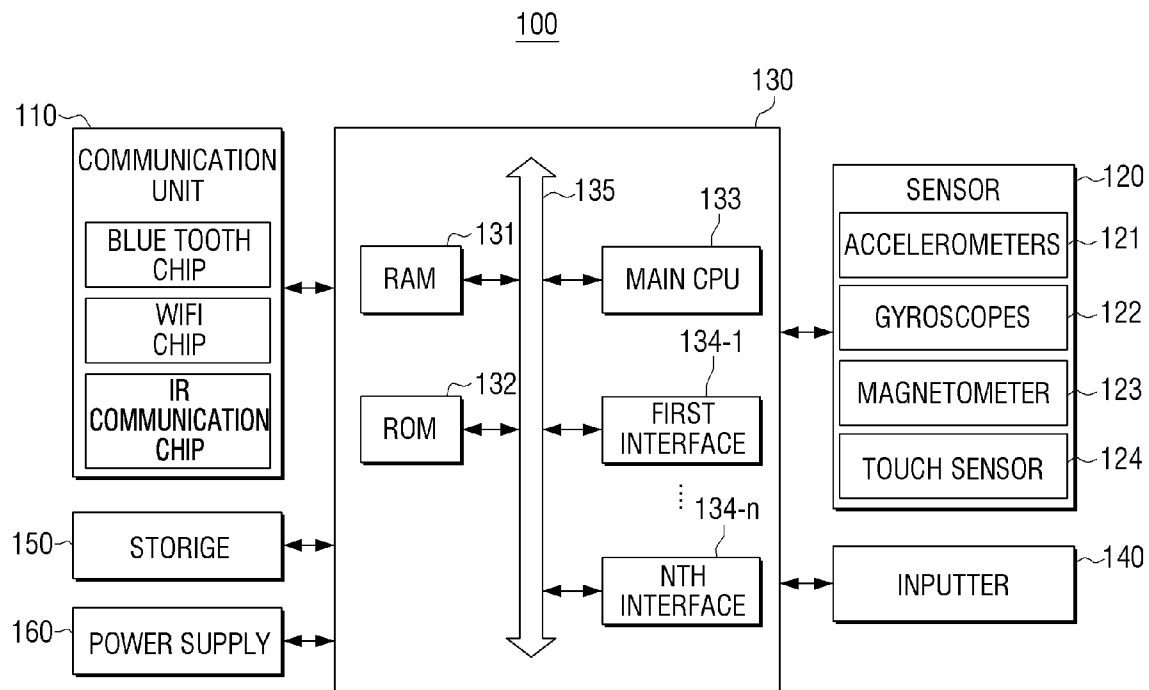 100
110
COMMUNICATION
UNIT
BLUE TOOTH
CHIP
WIFI
CHIP
IR
COMMUNICATION
CHIP
150
STORIGE
160
POWER SUPPLY
130
135
131
RAM
132
ROM
133
MAIN CPU
134-1
FIRST
INTERFACE
134-n
NTH
INTERFACE
SENSOR
120
ACCELEROMETERS
121
GYROSCOPES
122
MAGNETOMETER
123
TOUCH SENSOR
124
INPUTTER
140